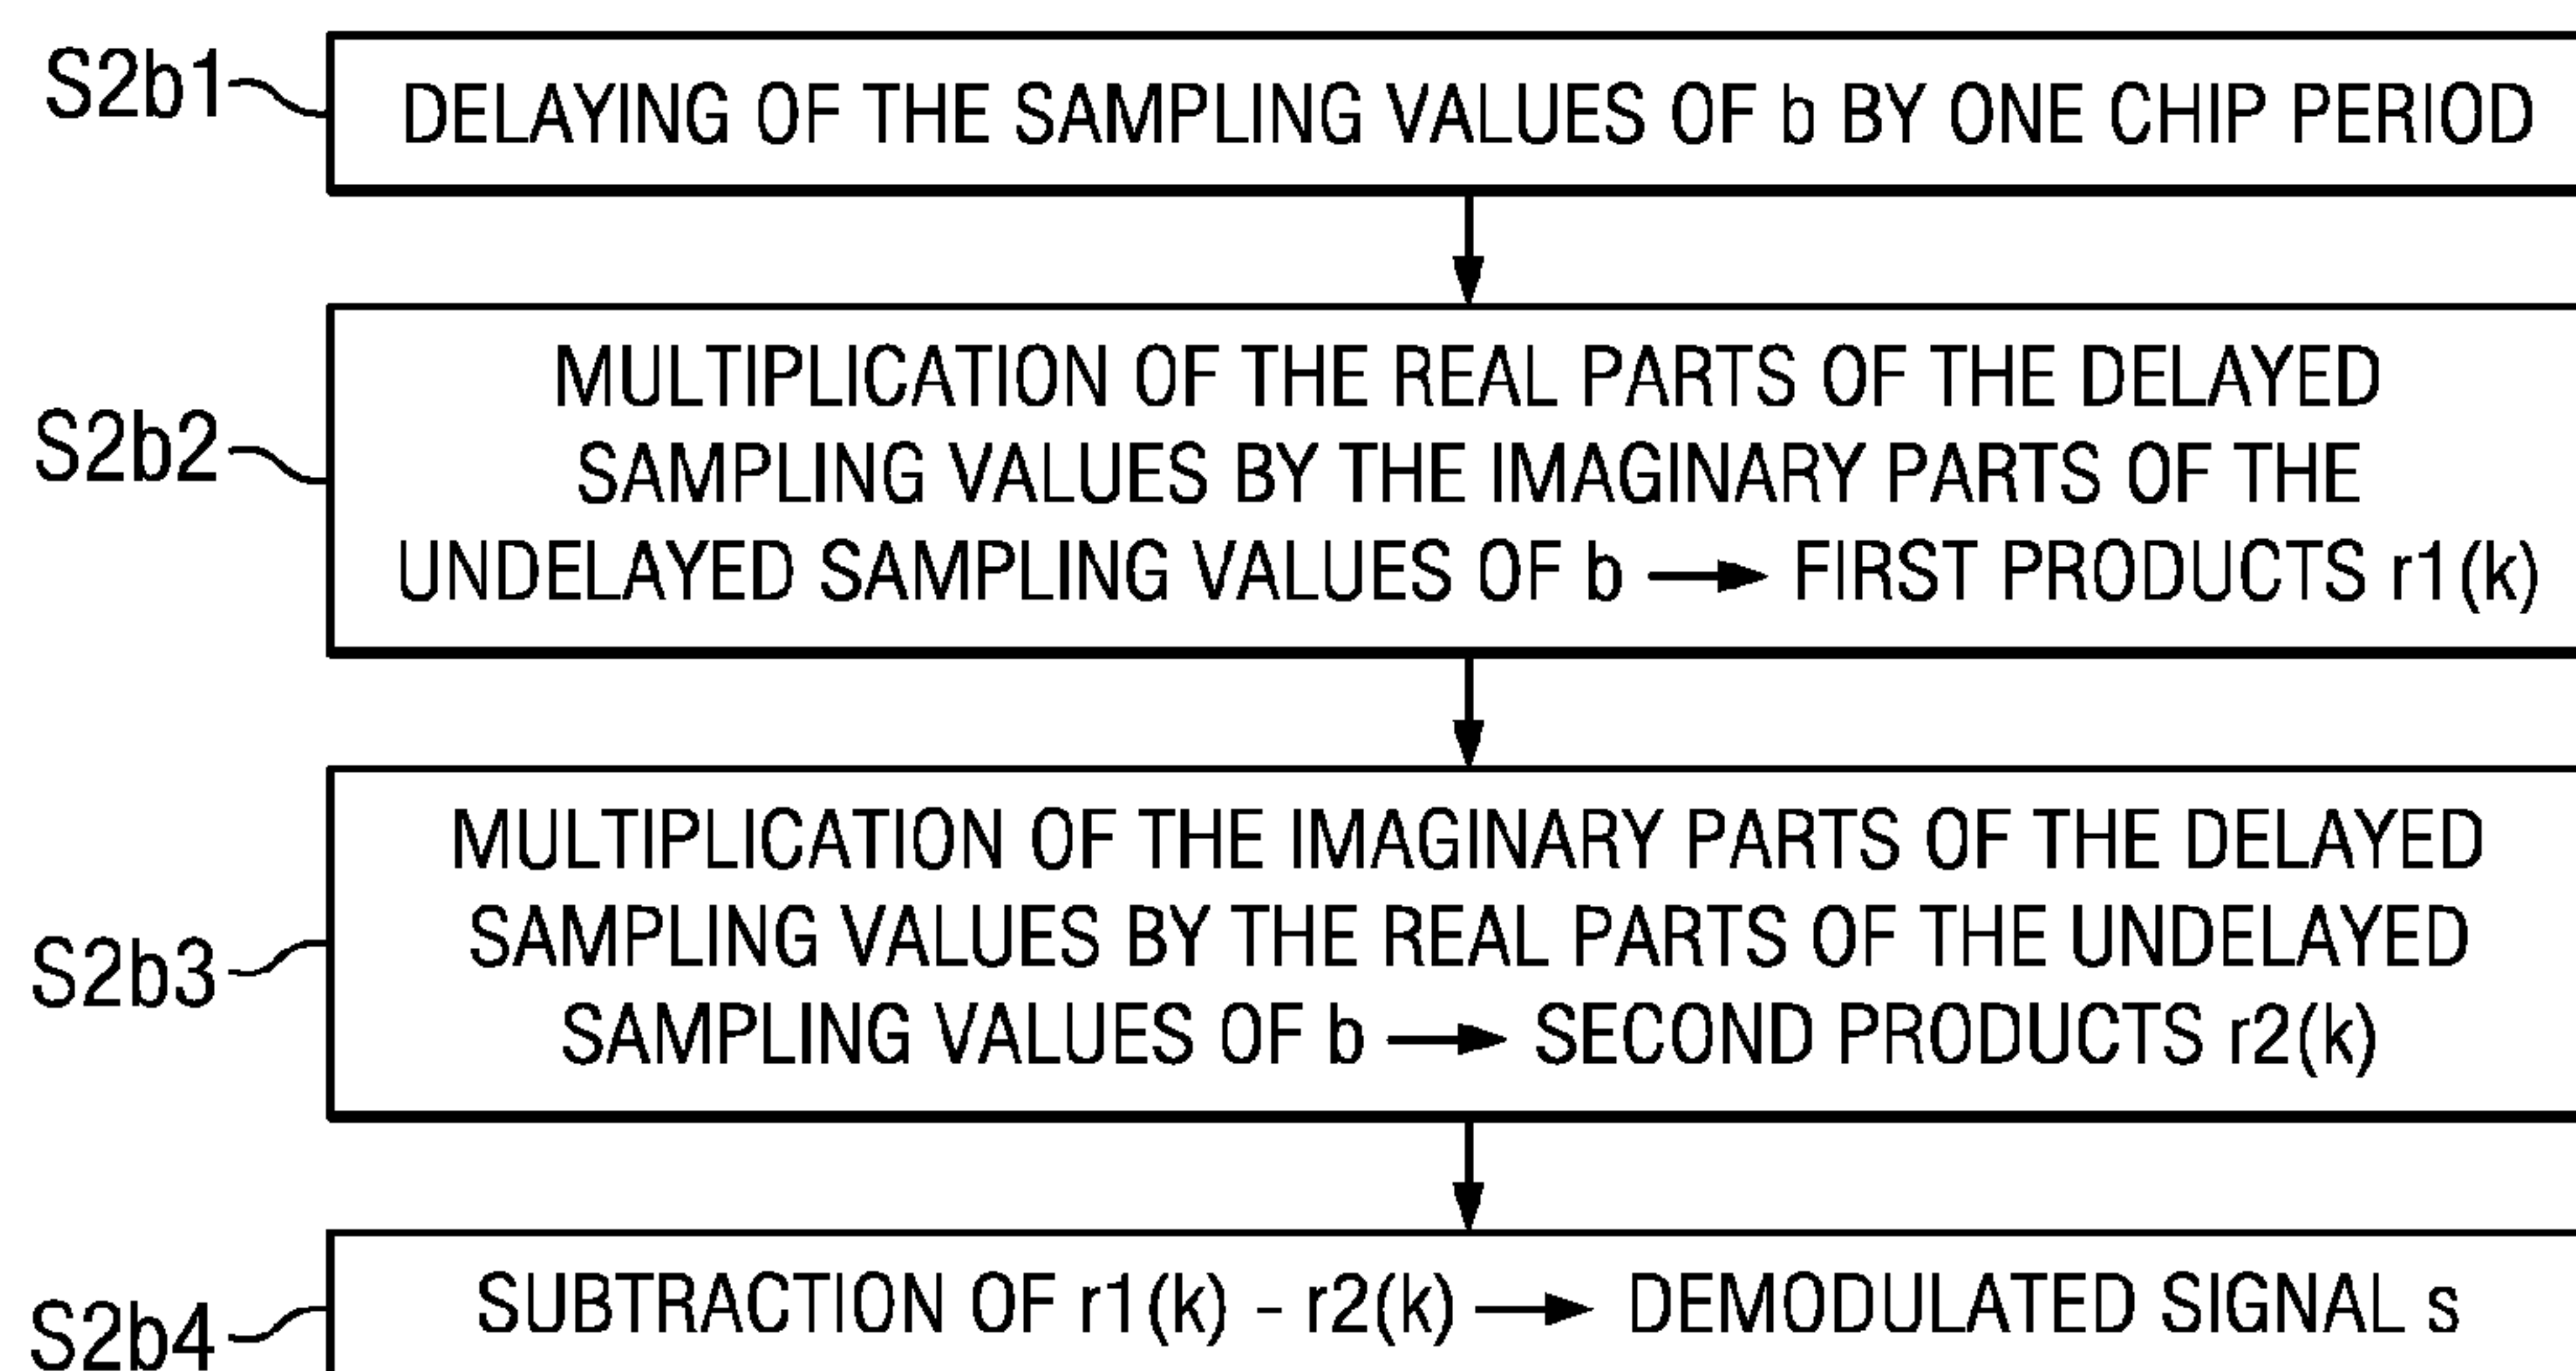 S2b1
DELAYING OF THE SAMPLING VALUES OF b BY ONE CHIP PERIOD
S2b2
MULTIPLICATION OF THE REAL PARTS OF THE DELAYED
SAMPLING VALUES BY THE IMAGINARY PARTS OF THE
UNDELAYED SAMPLING VALUES OF b → FIRST PRODUCTS r1(k)
S2b3
MULTIPLICATION OF THE IMAGINARY PARTS OF THE DELAYED
SAMPLING VALUES BY THE REAL PARTS OF THE UNDELAYED
SAMPLING VALUES OF b → SECOND PRODUCTS r2(k)
S2b4
SUBTRACTION OF r1(k) - r2(k) → DEMODULATED SIGNAL s